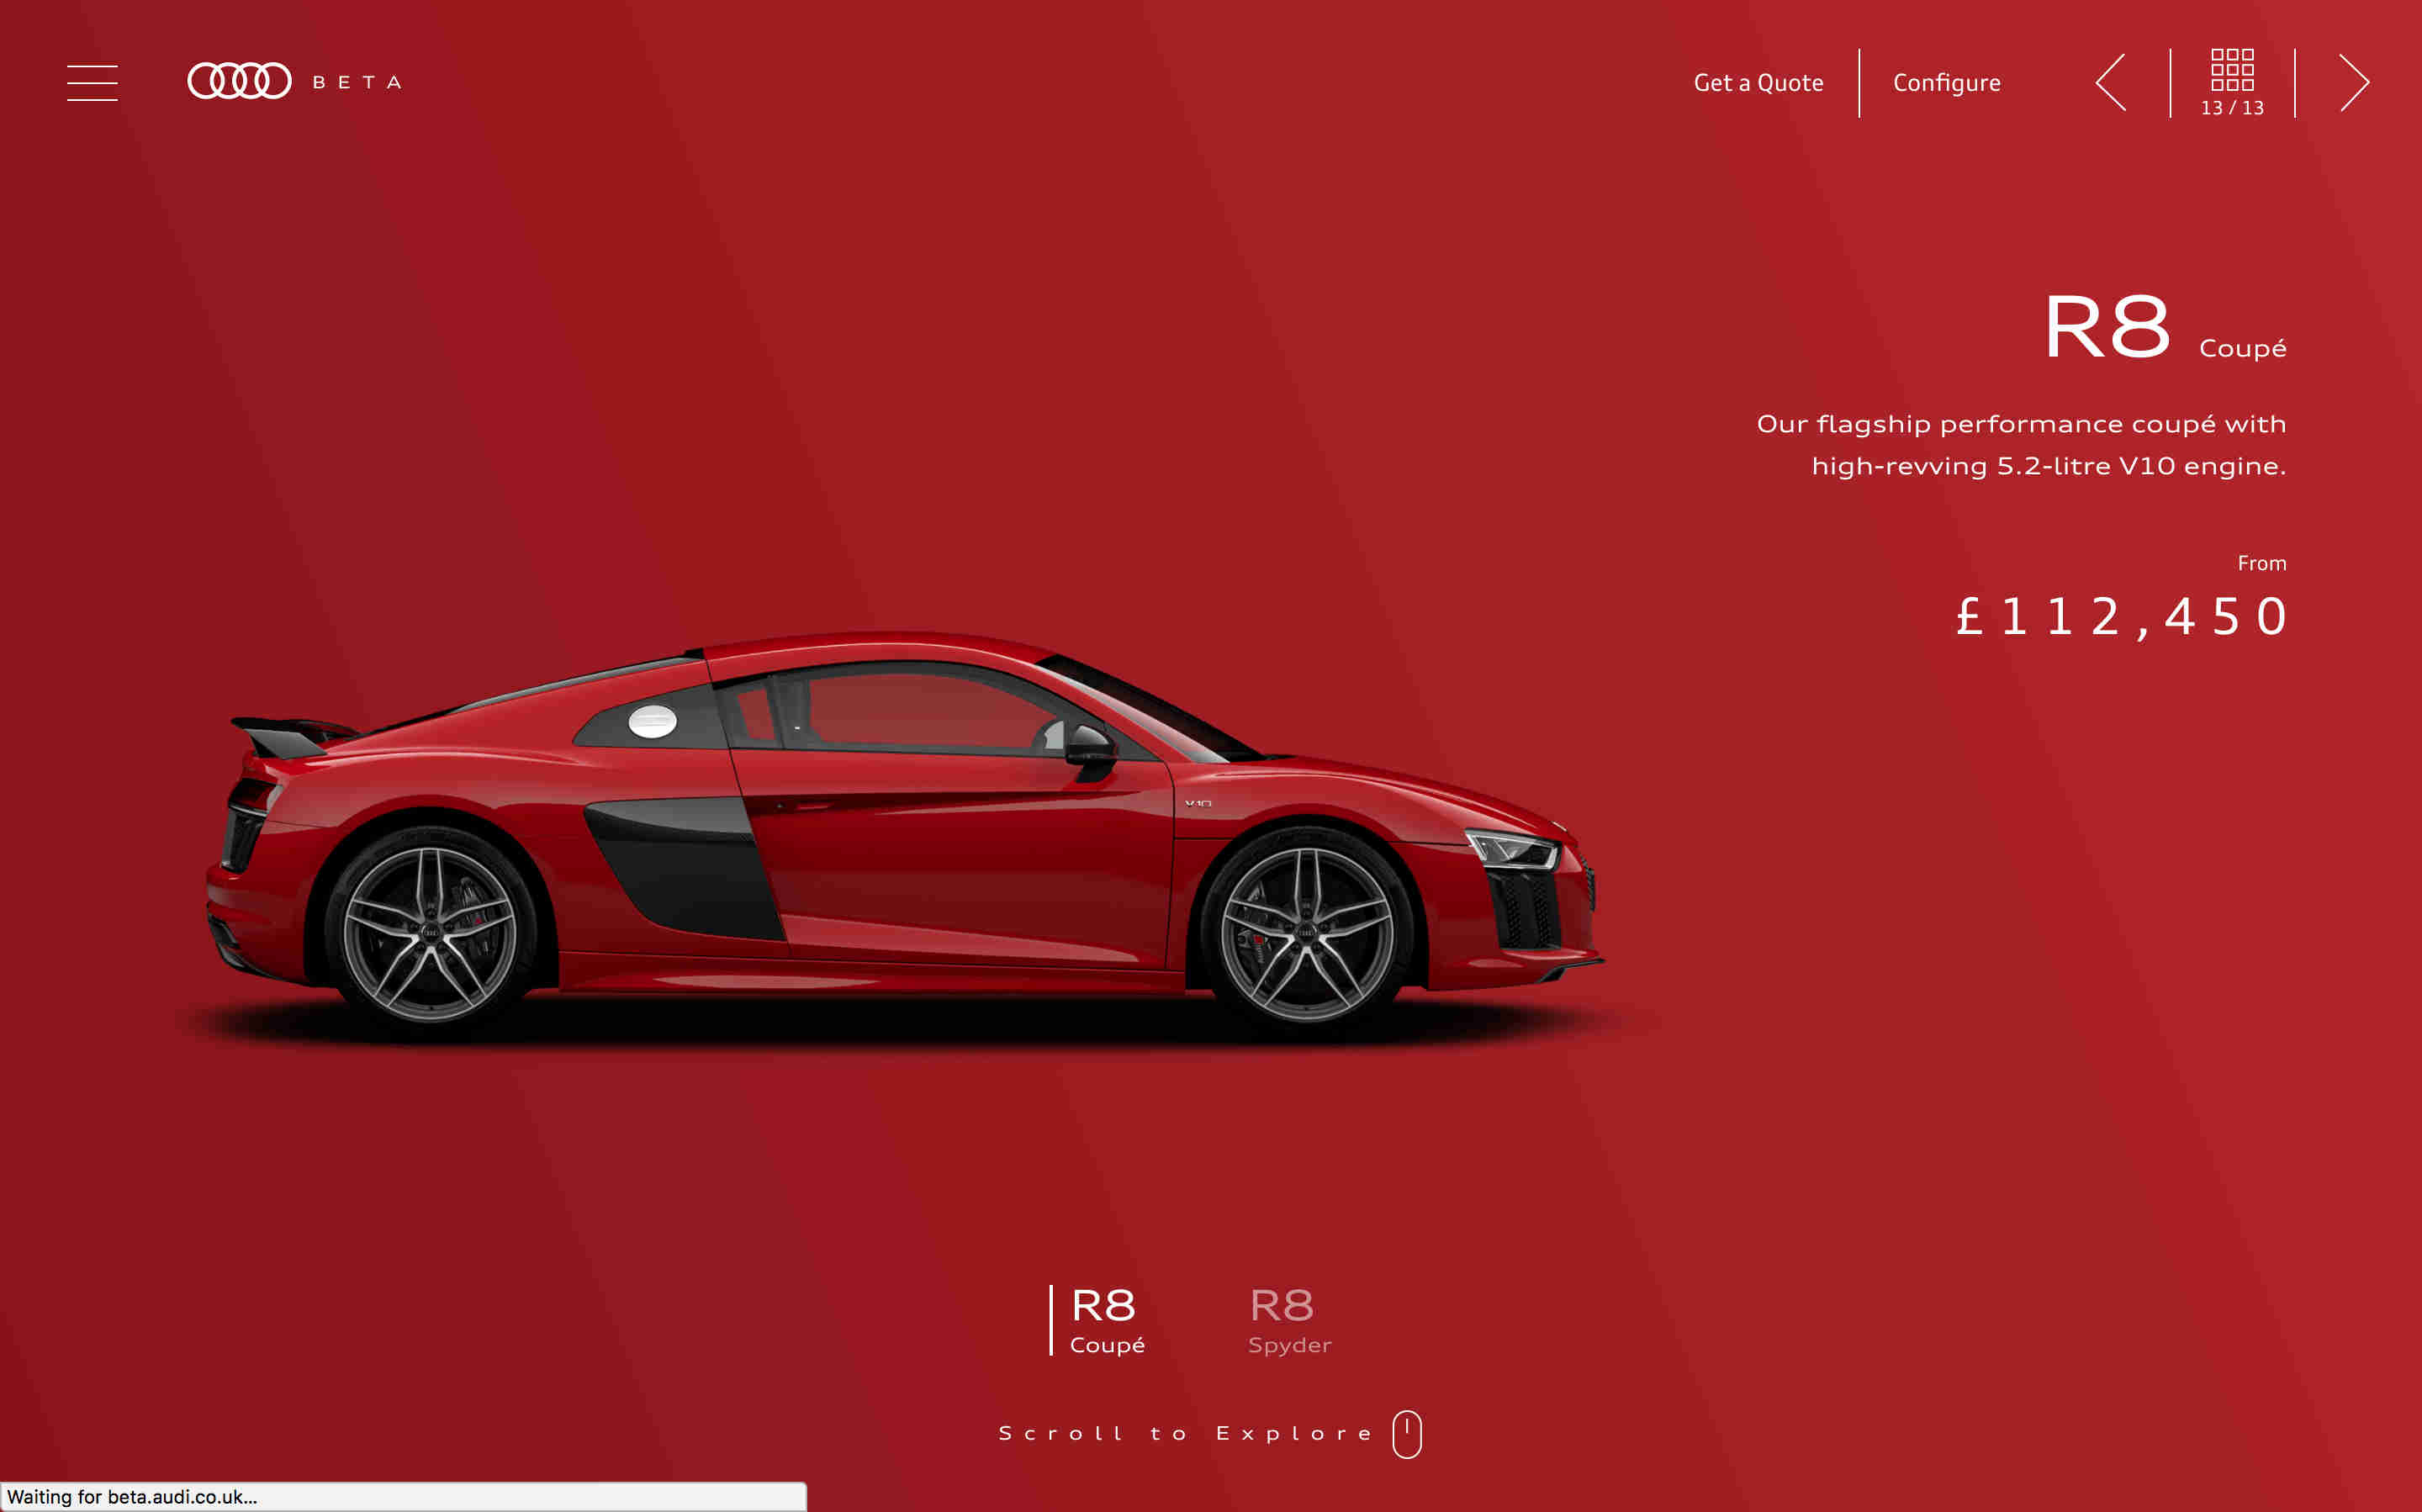 BETA
Get a Quote
Configure
13 / 13
R8 Coupé
Our flagship performance coupé with
high-revving 5.2-litre V10 engine.
From
£112,450
V10
R8
Coupé
R8
Spyder
Scroll to Explore
Waiting for beta.audi.co.uk...